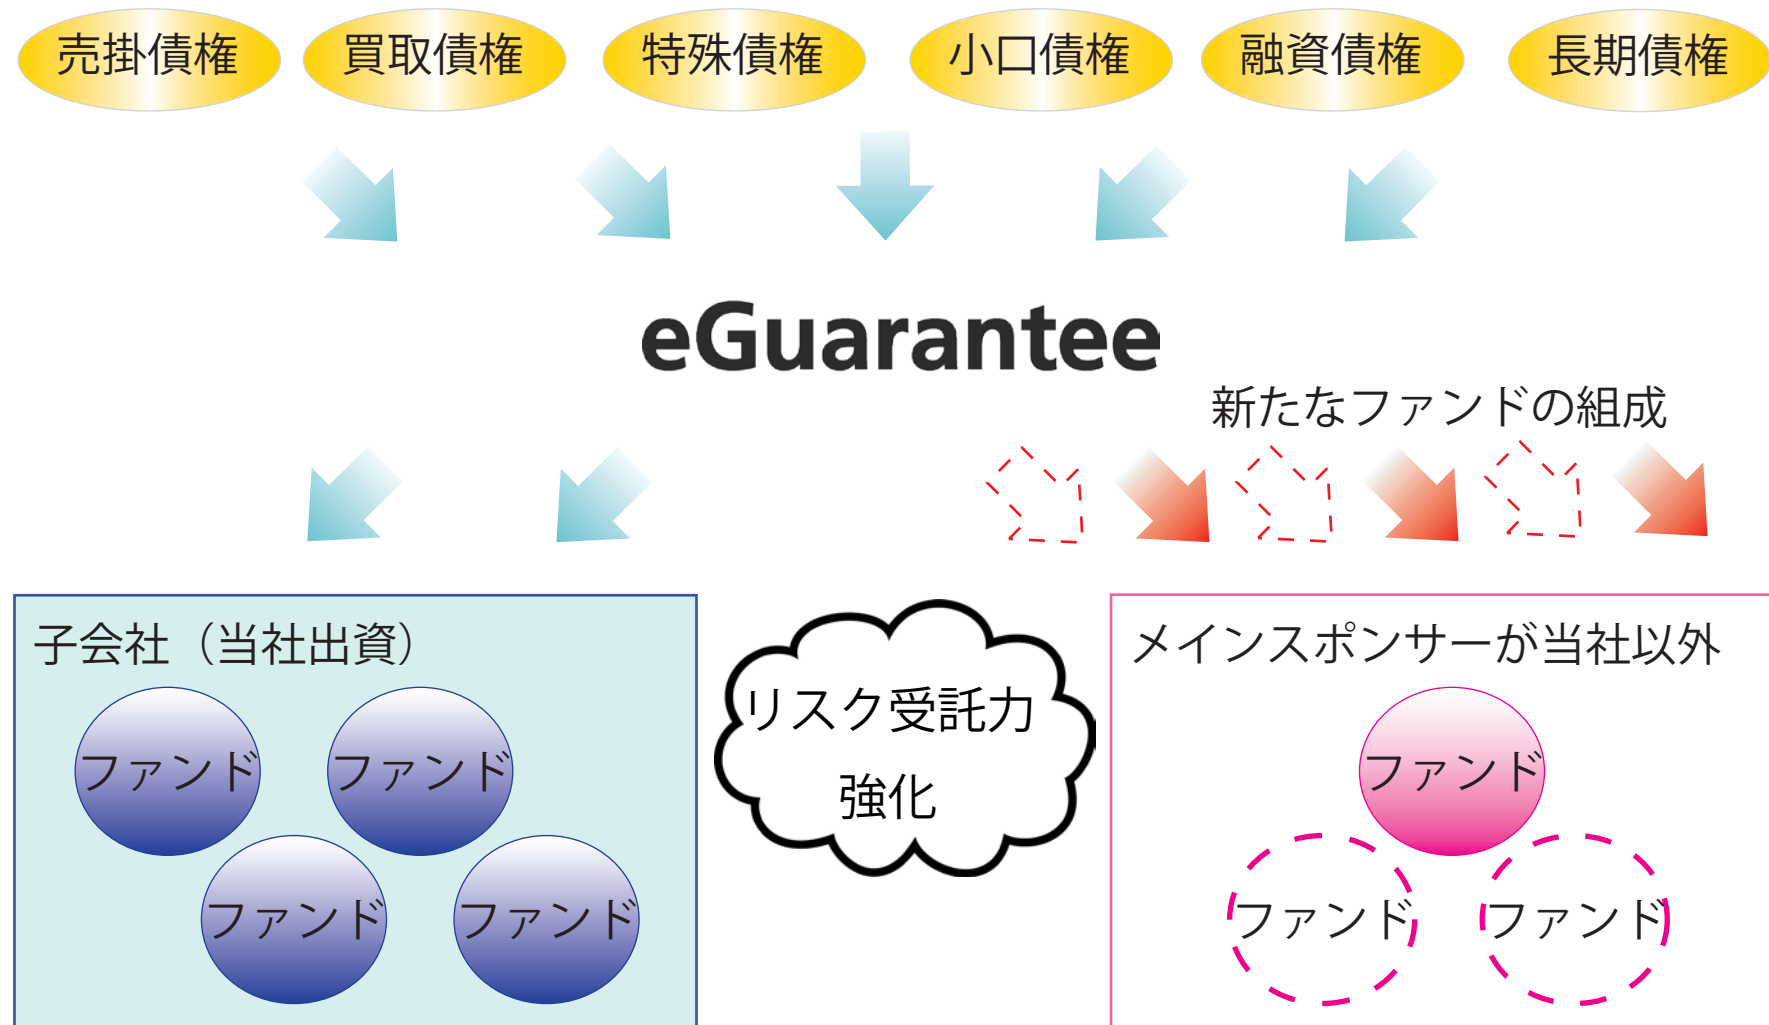 売掛債権
買取債権
特殊債権
小口債権
融資債権
長期債権
eGuarantee
新たなファンドの組成
子会社（当社出資）
ファンド
ファンド
ファンド
ファンド
リスク受託力
強化
メインスポンサーが当社以外
ファンド
ファンド
ファンド